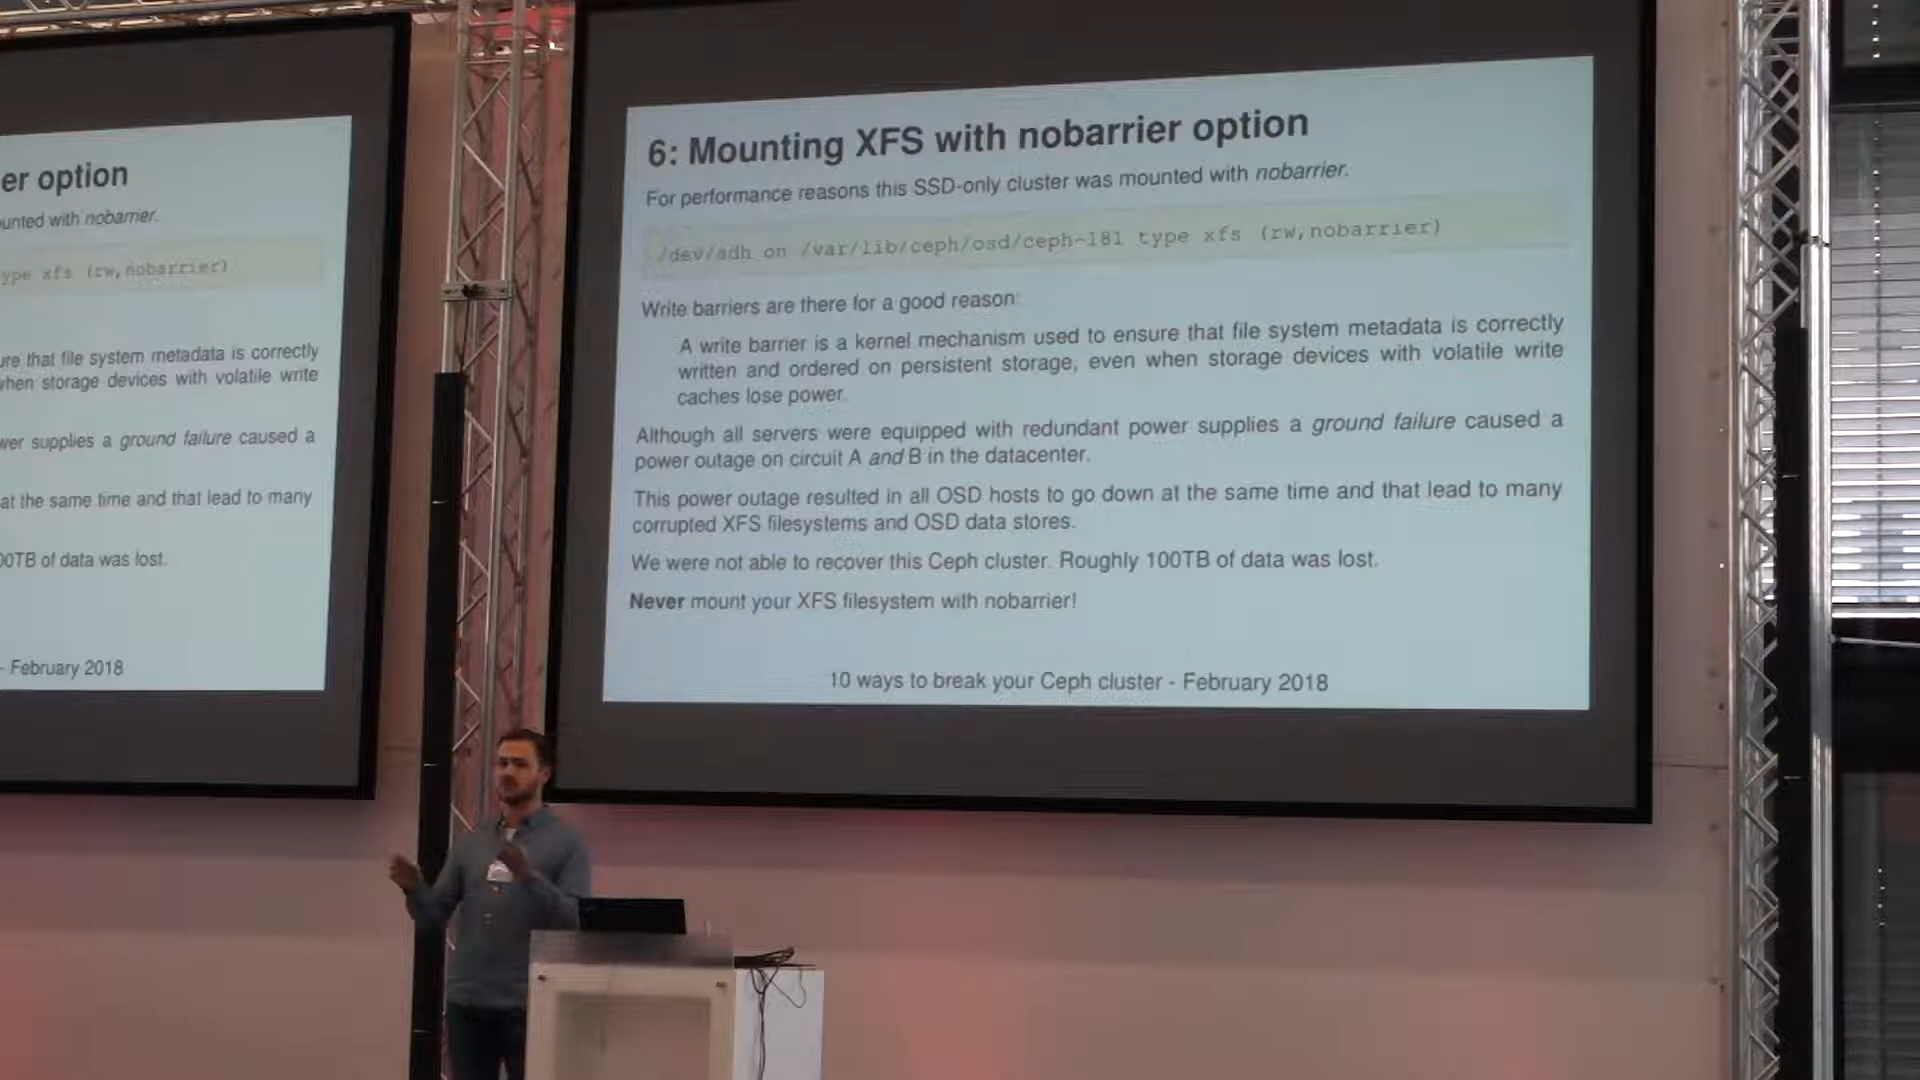 er option
unted with nobarrier.
ype xfs (rw,nobarrier)
ure that file system metadata is correctly
when storage devices with volatile write
wer supplies a ground failure caused a
at the same time and that lead to many
00TB of data was lost.
- February 2018
6: Mounting XFS with nobarrier option
For performance reasons this SSD-only cluster was mounted with nobarrier.
/dev/sdh on /var/lib/ceph/osd/ceph-181 type xfs (rw,nobarrier)
Write barriers are there for a good reason:
A write barrier is a kernel mechanism used to ensure that file system metadata is correctly
written and ordered on persistent storage, even when storage devices with volatile write
caches lose power.
Although all servers were equipped with redundant power supplies a ground failure caused a
power outage on circuit A and B in the datacenter.
This power outage resulted in all OSD hosts to go down at the same time and that lead to many
corrupted XFS filesystems and OSD data stores.
We were not able to recover this Ceph cluster. Roughly 100TB of data was lost.
Never mount your XFS filesystem with nobarrier!
10 ways to break your Ceph cluster - February 2018